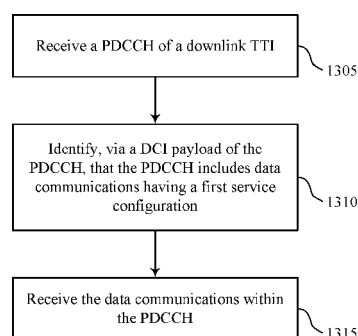 Receive a PDCCH of a downlink TTI
1305
Identify, via a DCI payload of the
PDCCH, that the PDCCH includes data
communications having a first service
configuration
1310
Receive the data communications within
the PDCCH
1315